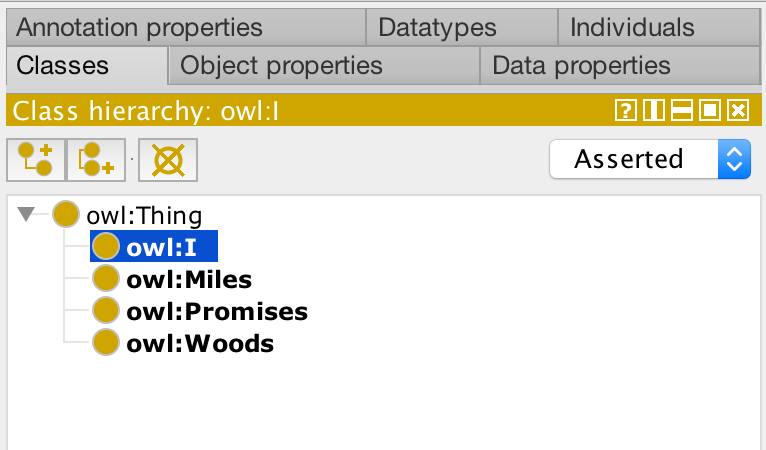 Annotation properties Datatypes Individuals
Classes Object properties Data properties
Class hierarchy: owl:I
Asserted
owl:Thing
owl:I
owl:Miles
owl:Promises
owl:Woods